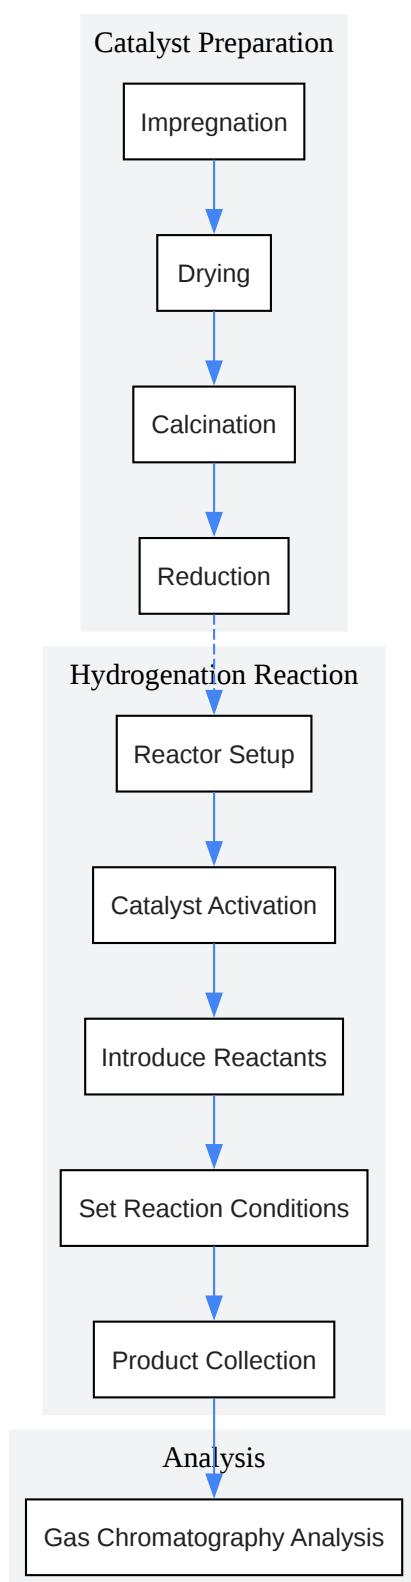 Catalyst Preparation
Impregnation
Drying
Calcination
Reduction
Hydrogenation Reaction
Reactor Setup
Catalyst Activation
Introduce Reactants
Set Reaction Conditions
Product Collection
Analysis
Gas Chromatography Analysis